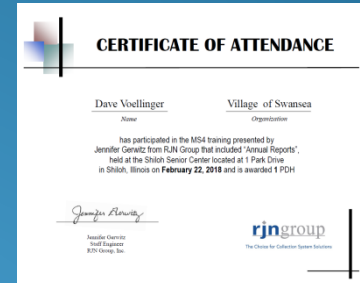 CERTIFICATE OF ATTENDANCE
Dave Voellinger Village of Swansea
Name Organization
has participated in the MS4 training presented by
Jennifer Gerwitz from RJN Group that included "Annual Reports",
held at the Shiloh Senior Center located at 1 Park Drive
in Shiloh, Illinois on February 22, 2018 and is awarded 1 PDH
Jennifer Gerwitz
Jennifer Gerwitz
Staff Engineer
RJN Group, Inc.
rjngroup
The Choice for Collection System Solutions